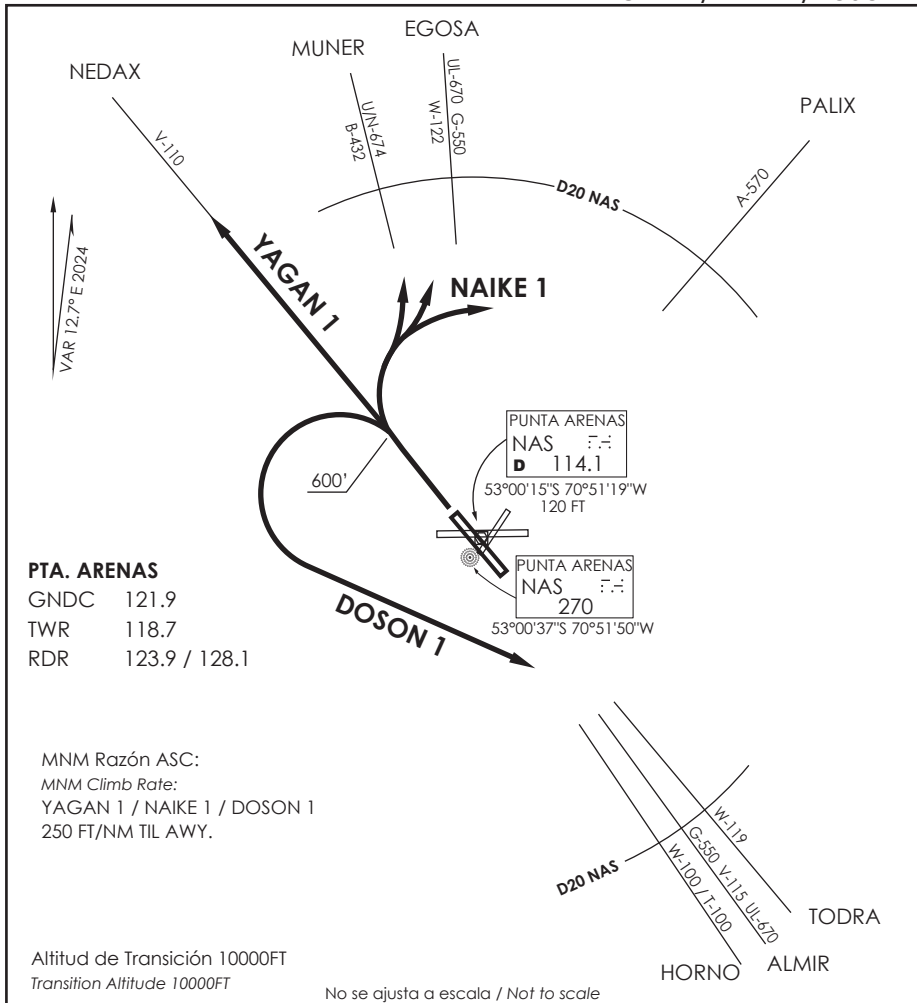 NEDAX
MUNER
EGOSA
PALIX
V-110
U/N-674
B-432
UL-670 G-550
W-122
A-570
D20 NAS
VAR 12.7° E 2024
YAGAN 1
NAIKE 1
600'
PUNTA ARENAS
NAS
D 114.1
53°00'15"S 70°51'19"W
120 FT
PUNTA ARENAS
NAS
270
53°00'37"S 70°51'50"W
DOSON 1
PTA. ARENAS
GNDC 121.9
TWR 118.7
RDR 123.9 / 128.1
MNM Razón ASC:
MNM Climb Rate:
YAGAN 1 / NAIKE 1 / DOSON 1
250 FT/NM TIL AWY.
D20 NAS
W-119
G-550 V-115 UL-670
W-100 / T-100
TODRA
ALMIR
HORNO
Altitud de Transición 10000FT
Transition Altitude 10000FT
No se ajusta a escala / Not to scale